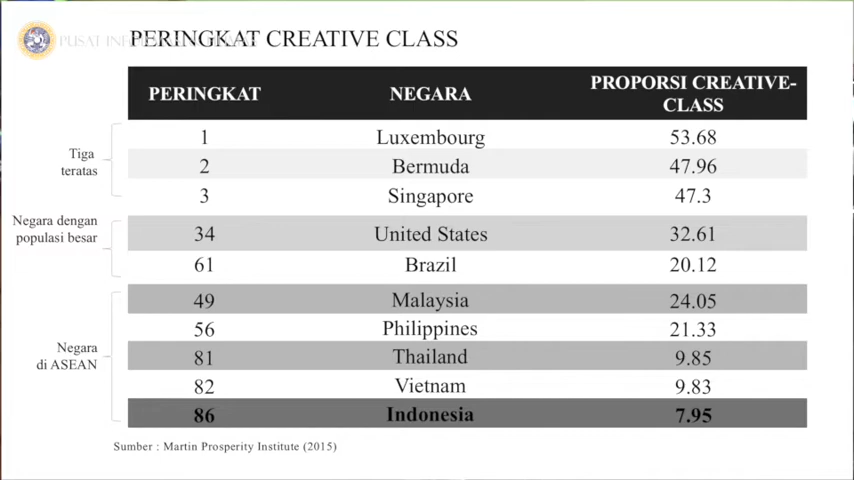 PERINGKAT CREATIVE CLASS
PERINGKAT NEGARA PROPORSI CREATIVE-
CLASS
Tiga
teratas
1 Luxembourg 53.68
2 Bermuda 47.96
3 Singapore 47.3
Negara dengan
populasi besar
34 United States 32.61
61 Brazil 20.12
Negara
di ASEAN
49 Malaysia 24.05
56 Philippines 21.33
81 Thailand 9.85
82 Vietnam 9.83
86 Indonesia 7.95
Sumber : Martin Prosperity Institute (2015)
PUSAT